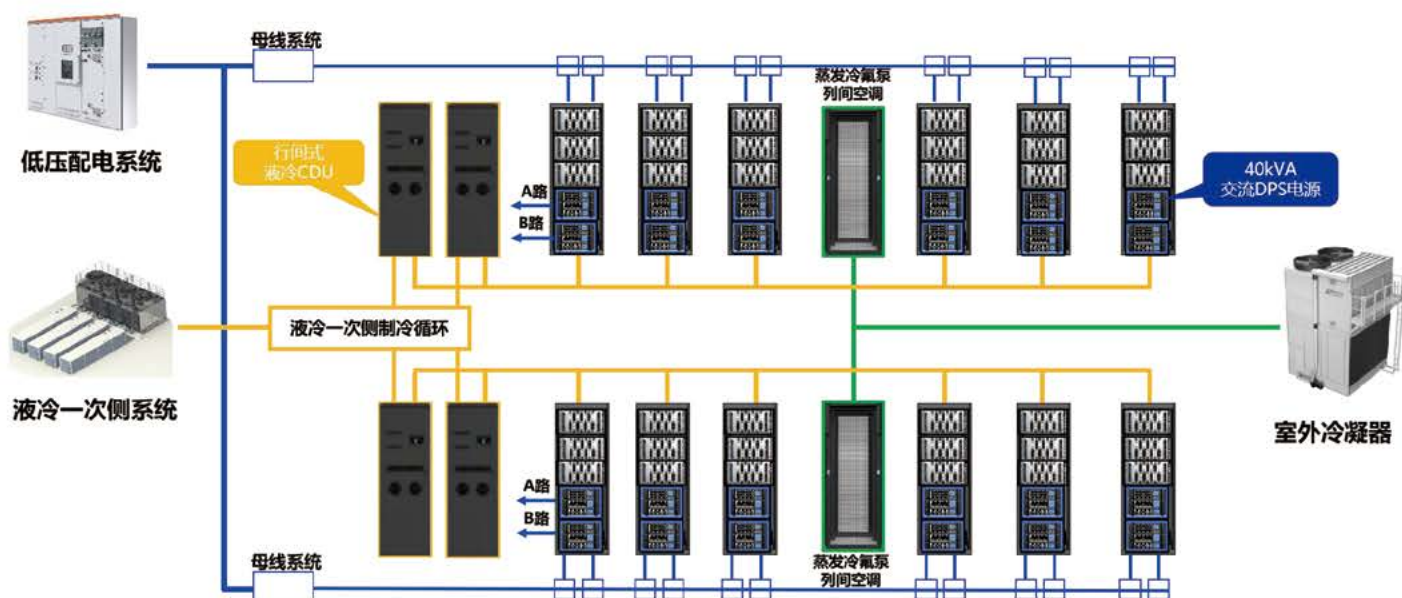 母线系统
蒸发冷氟泵
列间空调
低压配电系统
行间式
液冷CDU
A路
B路
40kVA
交流DPS电源
液冷一次侧制冷循环
液冷一次侧系统
室外冷凝器
A路
B路
母线系统
蒸发冷氟泵
列间空调